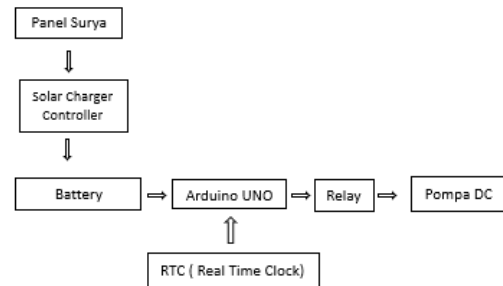 Panel Surya
Solar Charger
Controller
Battery
Arduino UNO
Relay
Pompa DC
RTC ( Real Time Clock)